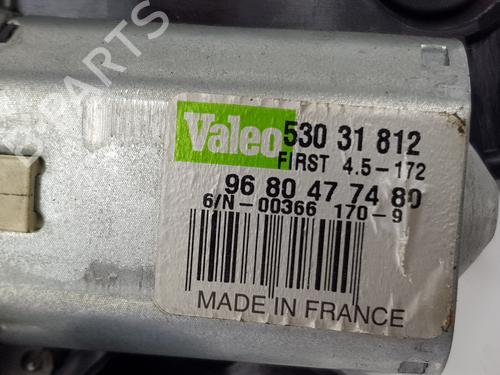 PARTS
Valeo 530 31 812
FIRST 4.5-172
96 80 47 74 80
6/N-00366 170-9
MADE IN FRANCE